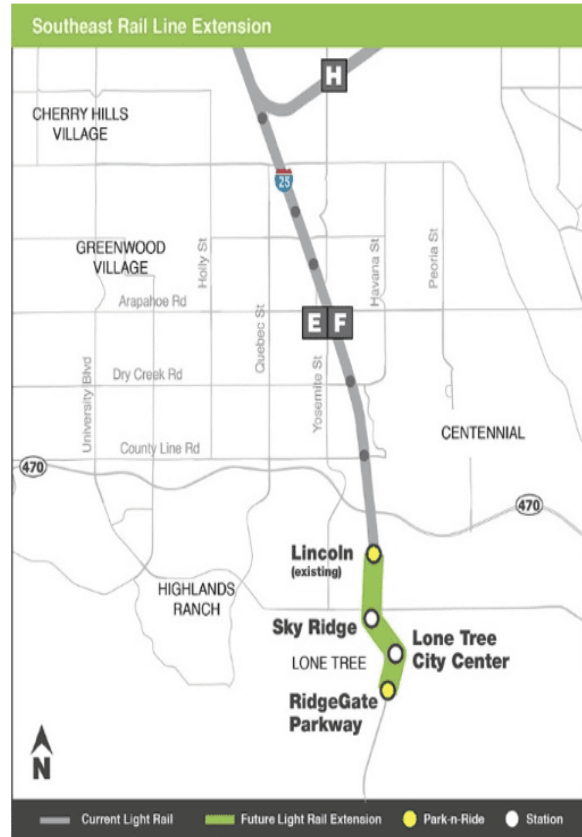 Southeast Rail Line Extension
H
CHERRY HILLS
VILLAGE
25
GREENWOOD
VILLAGE
Holly St
Havana St
Peoria St
Arapahoe Rd
Quebec St
E F
Dry Creek Rd
University Blvd
Yosemite St
CENTENNIAL
County Line Rd
470
470
Lincoln
(existing)
HIGHLANDS
RANCH
Sky Ridge
Lone Tree
City Center
LONE TREE
RidgeGate
Parkway
N
Current Light Rail
Future Light Rail Extension
Park-n-Ride
Station